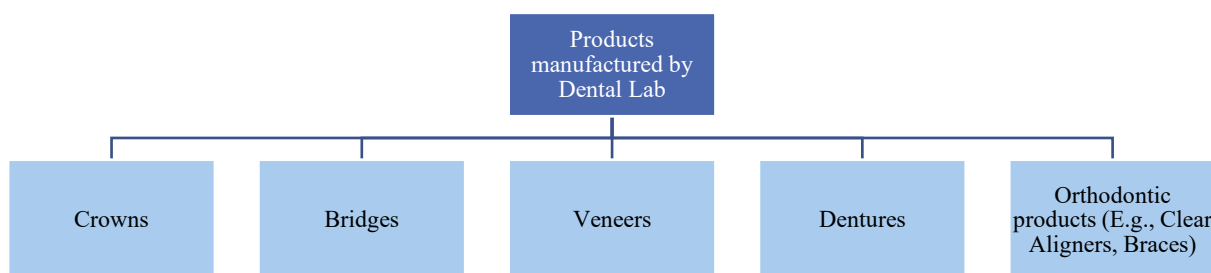 Products
manufactured by
Dental Lab
Crowns
Bridges
Veneers
Dentures
Orthodontic
products (E.g., Clear
Aligners, Braces)